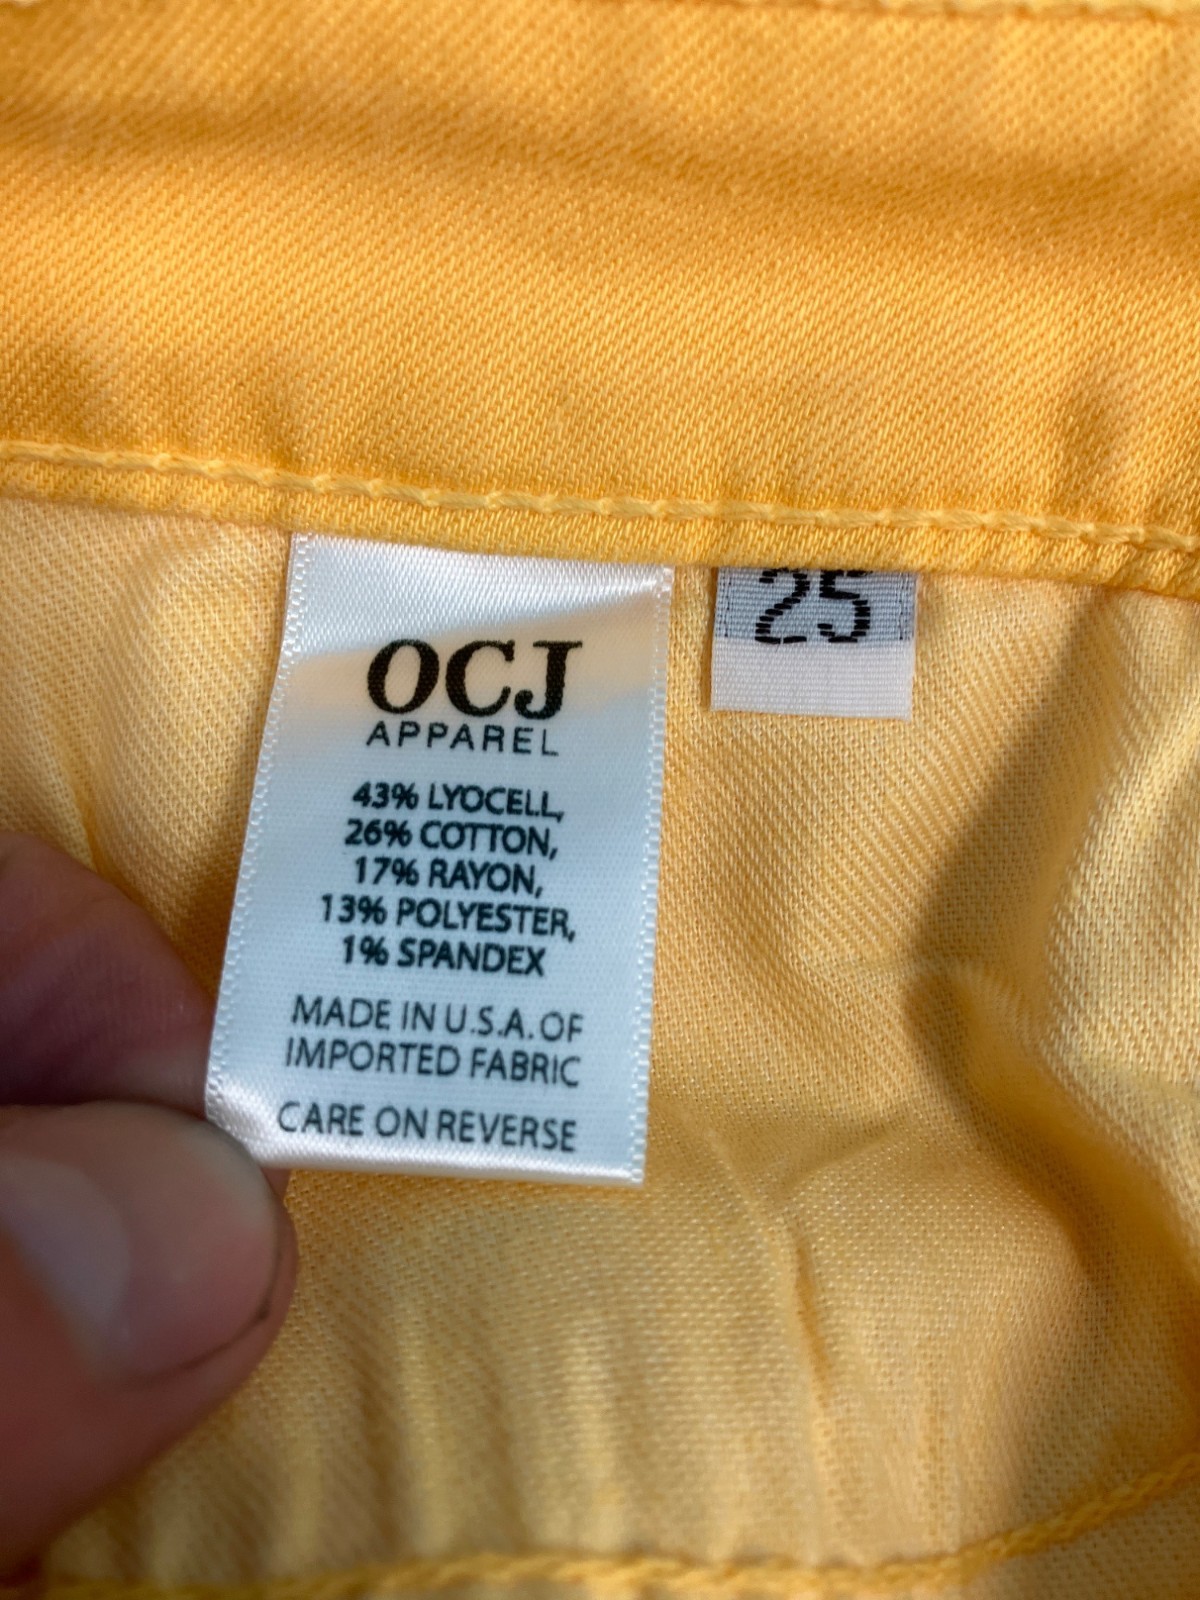 OCJ
APPAREL
43% LYOCELL,
26% COTTON,
17% RAYON,
13% POLYESTER,
1% SPANDEX
MADE IN U.S.A. OF
IMPORTED FABRIC
CARE ON REVERSE
25